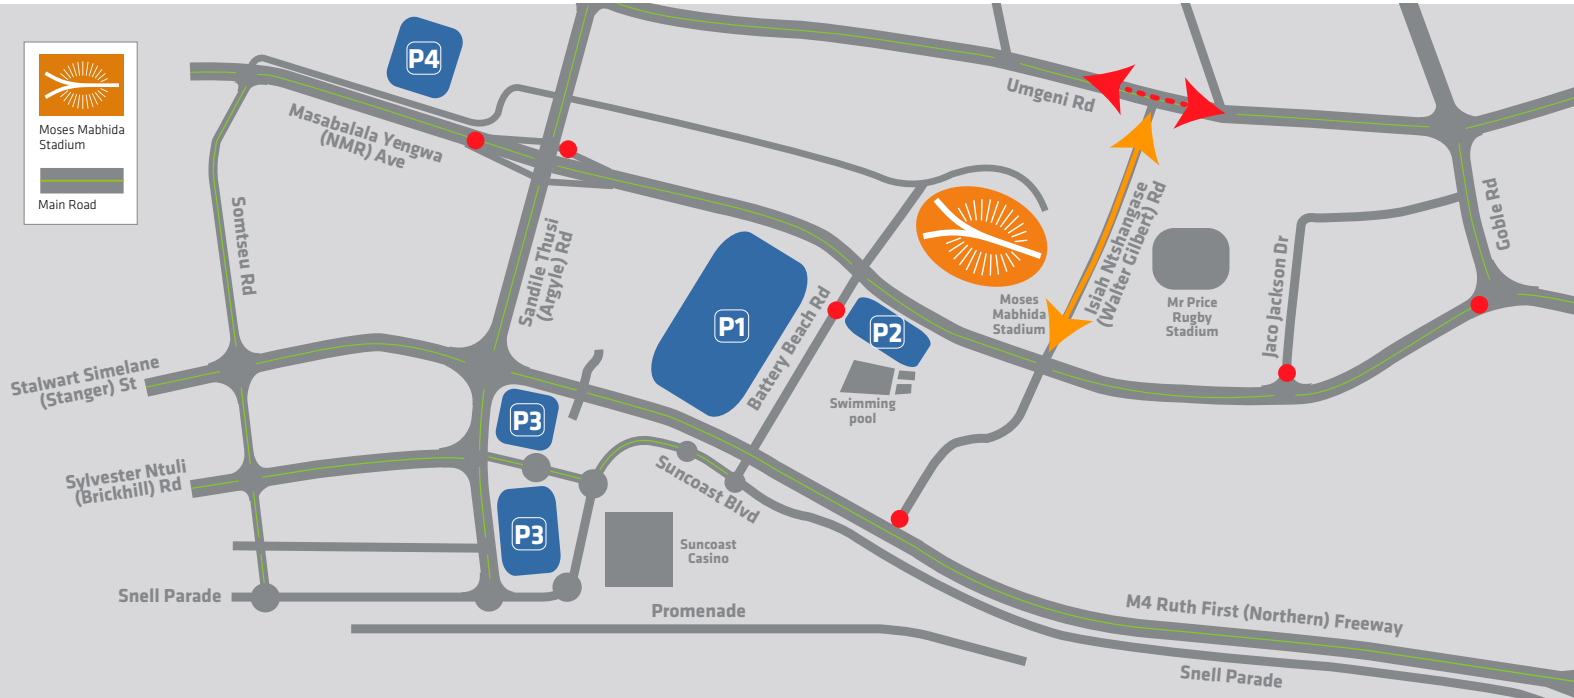 Moses Mabhida
Stadium
Main Road
P4
Masabalala Yengwa
(NMR) Ave
Umgeni Rd
Somtseu Rd
Sandile Thusi
(Argyle) Rd
P1
Battery Beach Rd
P2
Swimming
pool
Moses
Mabhida
Stadium
Isiah Ntshangase
(Walter Gilbert) Rd
Mr Price
Rugby
Stadium
Jaco Jackson Dr
Goble Rd
Stalwart Simelane
(Stanger) St
P3
Sylvester Ntuli
(Brickhill) Rd
Suncoast Blvd
P3
Suncoast
Casino
Snell Parade
Promenade
M4 Ruth First (Northern) Freeway
Snell Parade